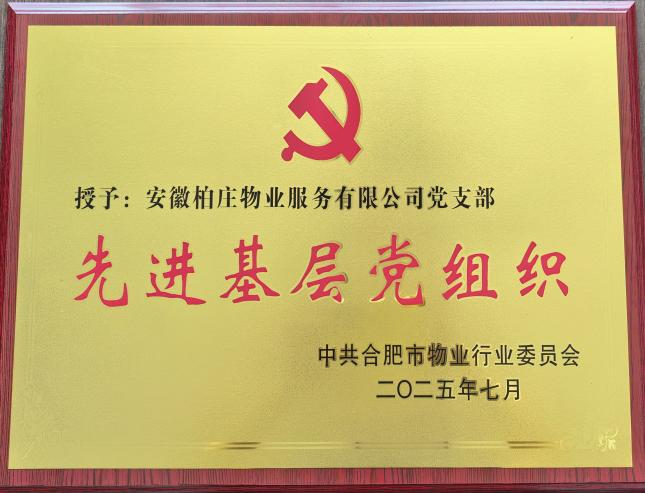 授予：安徽柏庄物业服务有限公司党支部
先进基层党组织
中共合肥市物业行业委员会
二〇二五年七月